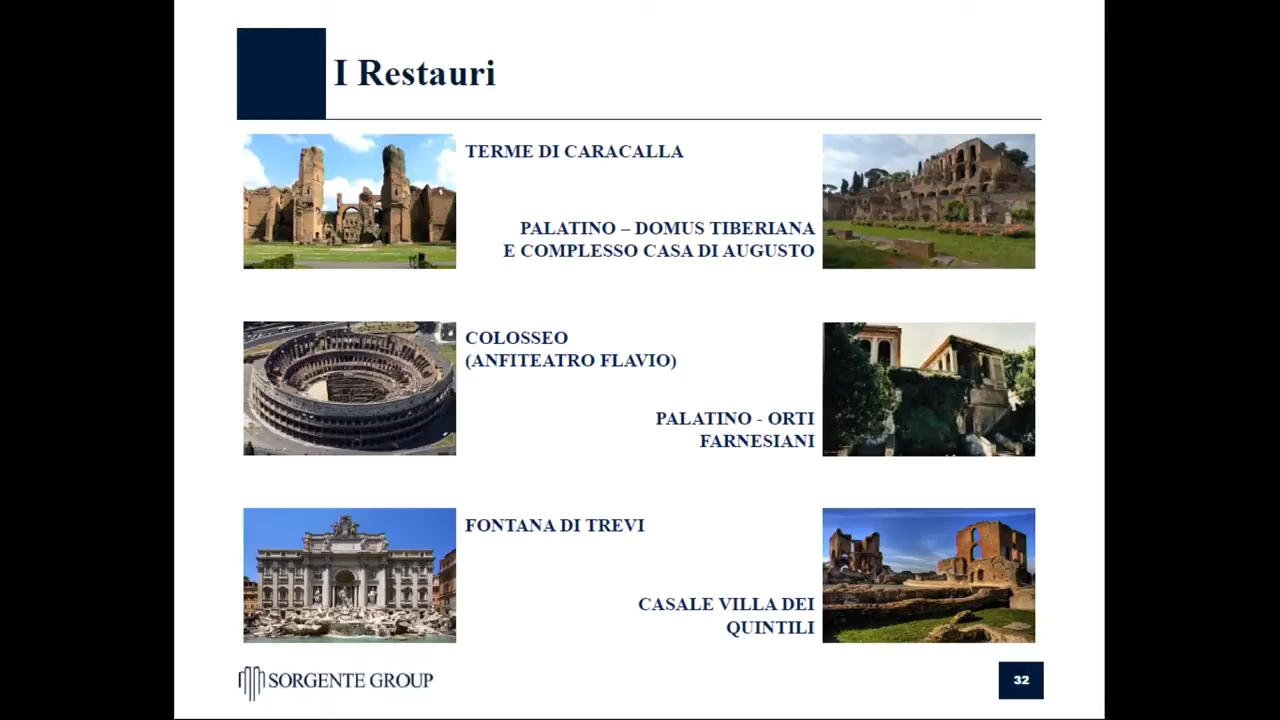 I Restauri
TERME DI CARACALLA
PALATINO – DOMUS TIBERIANA
E COMPLESSO CASA DI AUGUSTO
COLOSSEO
(ANFITEATRO FLAVIO)
PALATINO - ORTI
FARNESIANI
FONTANA DI TREVI
CASALE VILLA DEI
QUINTILI
SORGENTE GROUP
32